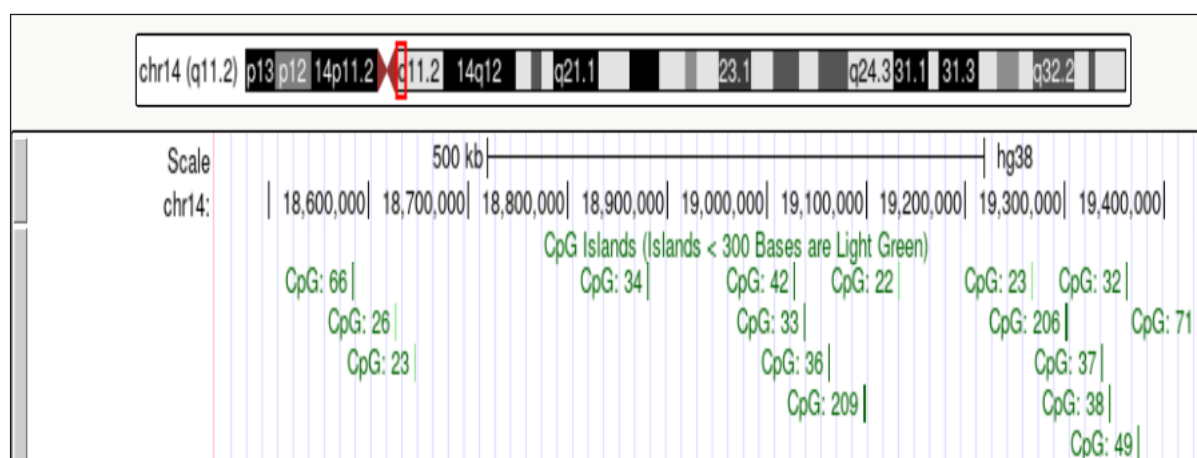 chr14 (q11.2) p13 p12 14p11.2 q11.2 14q12 q21.1 23.1 q24.3 31.1 31.3 q32.2
Scale 500 kb hg38
chr14: 18,600,000 18,700,000 18,800,000 18,900,000 19,000,000 19,100,000 19,200,000 19,300,000 19,400,000
CpG Islands (Islands < 300 Bases are Light Green)
CpG: 66 CpG: 34 CpG: 42 CpG: 22 CpG: 23 CpG: 32
CpG: 26 CpG: 33 CpG: 206 CpG: 71
CpG: 23 CpG: 36 CpG: 37
CpG: 209 CpG: 38
CpG: 49